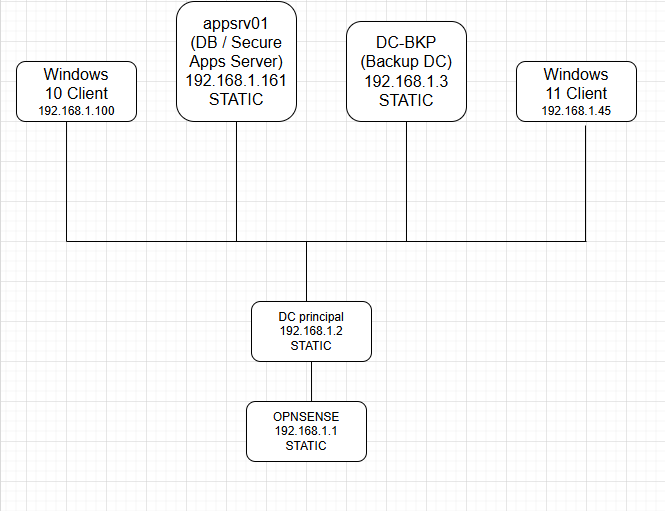 appsrv01
(DB / Secure
Apps Server)
192.168.1.161
STATIC
DC-BKP
(Backup DC)
192.168.1.3
STATIC
Windows
10 Client
192.168.1.100
Windows
11 Client
192.168.1.45
DC principal
192.168.1.2
STATIC
OPNSENSE
192.168.1.1
STATIC